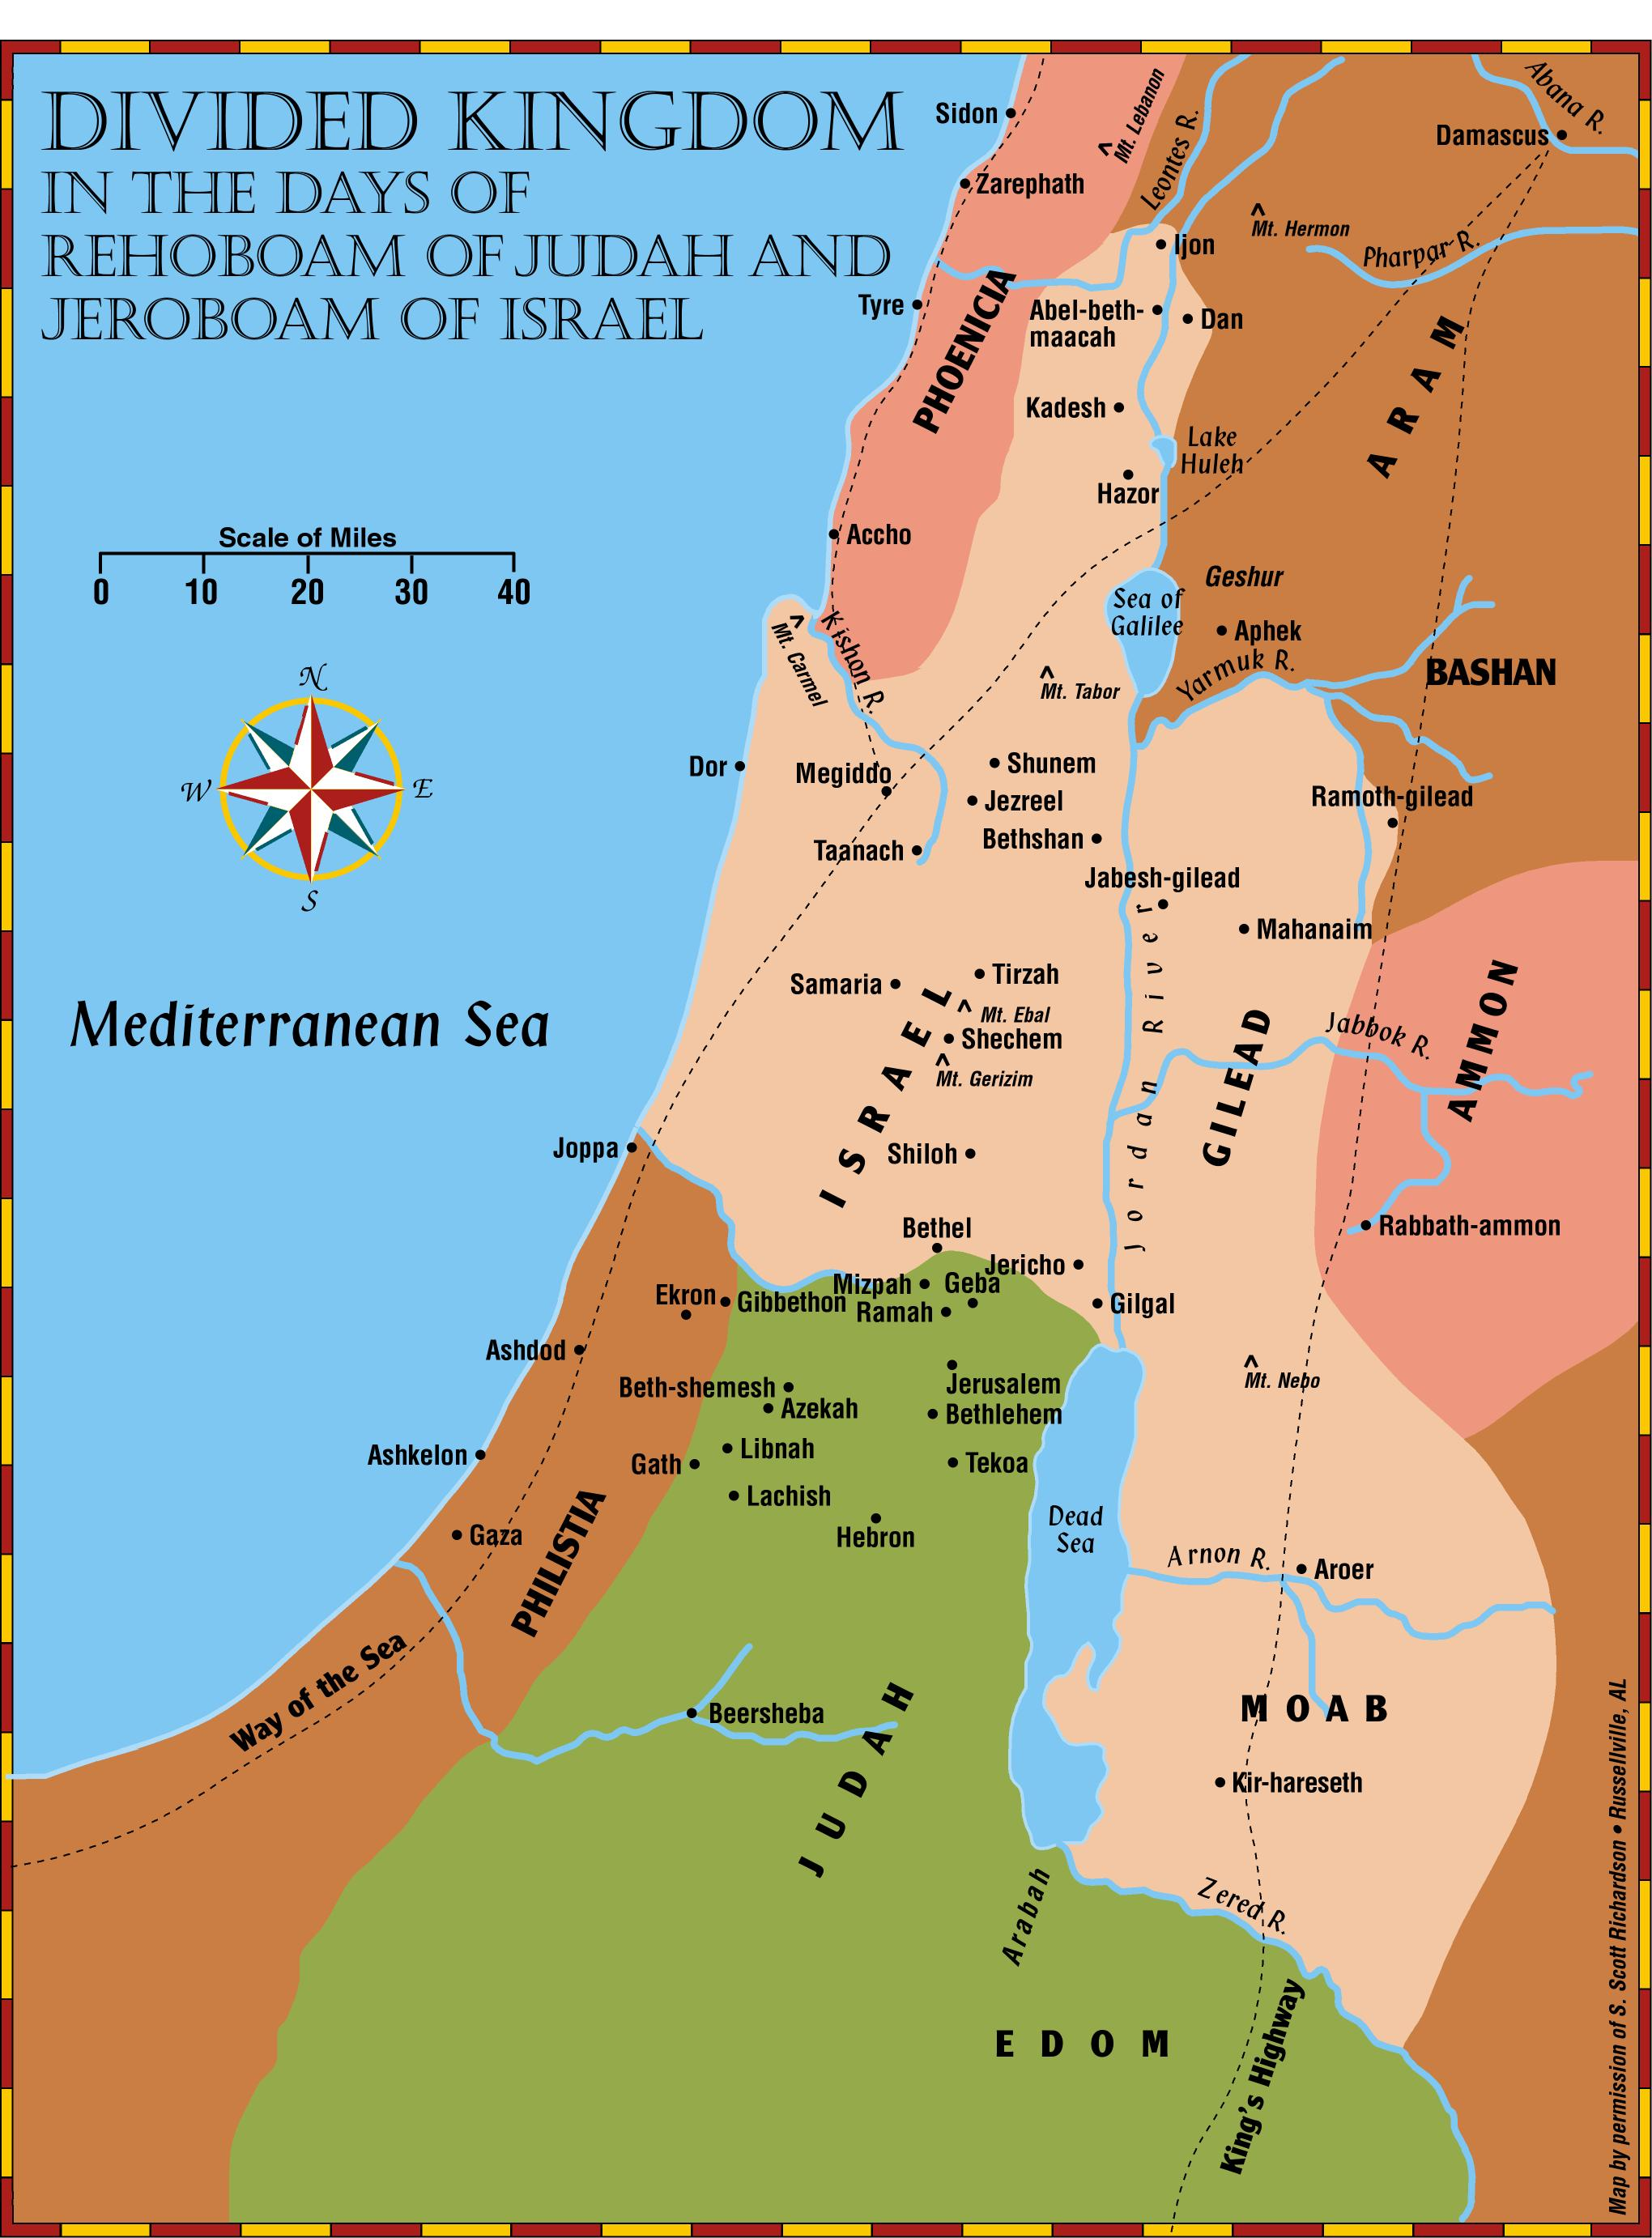 DIVIDED KINGDOM
IN THE DAYS OF
REHOBOAM OF JUDAH AND
JEROBOAM OF ISRAEL
Sidon
Mt. Lebanon
Leontes R.
Abana R.
Damascus
Zarephath
Mt. Hermon
Ijon
Pharpar R.
Tyre
PHOENICIA
Abel-beth-
maacah
Dan
ARAM
Kadesh
Lake
Huleh
Hazor
Scale of Miles
0 10 20 30 40
Accho
Geshur
Sea of
Galilee
Aphek
Kishon R.
Mt. Carmel
Yarmuk R.
BASHAN
Mt. Tabor
N
W
E
S
Dor
Megiddo
Shunem
Jezreel
Ramoth-gilead
Bethshan
Taanach
Jabesh-gilead
Mahanaim
Samaria
Tirzah
Mt. Ebal
Mediterranean Sea
Shechem
Mt. Gerizim
ISRAEL
Jordan River
GILEAD
Jabbok R.
AMMON
Joppa
Shiloh
Rabbath-ammon
Bethel
Jericho
Mizpah
Geba
Ekron
Gibbethon
Ramah
Gilgal
Ashdod
Jerusalem
Mt. Nebo
Beth-shemesh
Azekah
Bethlehem
Ashkelon
Libnah
Gath
Tekoa
Lachish
Hebron
Dead
Sea
Gaza
PHILISTIA
Arnon R.
Aroer
Way of the Sea
Beersheba
MOAB
JUDAH
Kir-hareseth
Arabah
Zered R.
EDOM
King's Highway
Map by permission of S. Scott Richardson • Russellville, AL